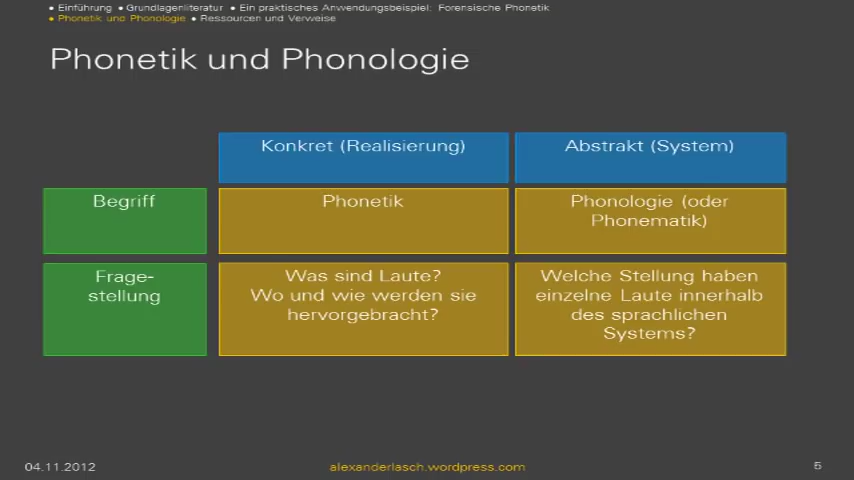 • Einführung • Grundlagenliteratur • Ein praktisches Anwendungsbeispiel: Forensische Phonetik
• Phonetik und Phonologie • Ressourcen und Verweise
Phonetik und Phonologie
Konkret (Realisierung)
Abstrakt (System)
Begriff
Phonetik
Phonologie (oder
Phonematik)
Frage-
stellung
Was sind Laute?
Wo und wie werden sie
hervorgebracht?
Welche Stellung haben
einzelne Laute innerhalb
des sprachlichen
Systems?
04.11.2012
alexanderlasch.wordpress.com
5